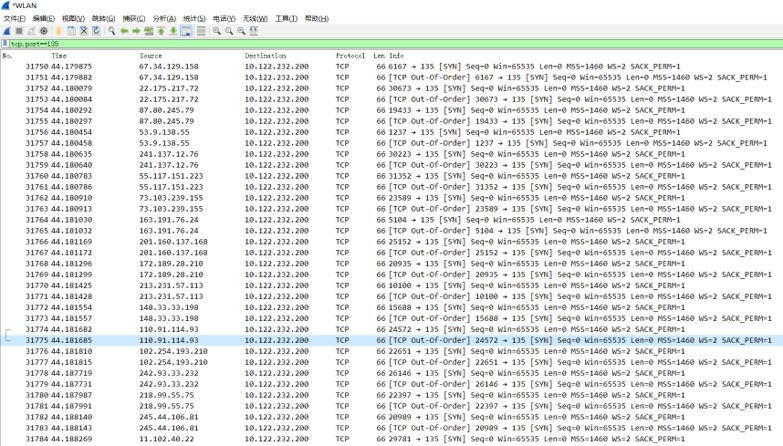 *WLAN
文件(F) 编辑(E) 视图(V) 跳转(G) 捕获(C) 分析(A) 统计(S) 电话(Y) 无线(W) 工具(T) 帮助(H)
tcp.port==135
No. Time Source Destination Protocol Len Info
31750 44.179875 67.34.129.158 10.122.232.200 TCP 66 6167 → 135 [SYN] Seq=0 Win=65535 Len=0 MSS=1460 WS=2 SACK_PERM=1
31751 44.179882 67.34.129.158 10.122.232.200 TCP 66 [TCP Out-Of-Order] 6167 → 135 [SYN] Seq=0 Win=65535 Len=0 MSS=1460 WS=2 SACK_PERM=1
31752 44.180079 22.175.217.72 10.122.232.200 TCP 66 30673 → 135 [SYN] Seq=0 Win=65535 Len=0 MSS=1460 WS=2 SACK_PERM=1
31753 44.180084 22.175.217.72 10.122.232.200 TCP 66 [TCP Out-Of-Order] 30673 → 135 [SYN] Seq=0 Win=65535 Len=0 MSS=1460 WS=2 SACK_PERM=1
31754 44.180292 87.80.245.79 10.122.232.200 TCP 66 19433 → 135 [SYN] Seq=0 Win=65535 Len=0 MSS=1460 WS=2 SACK_PERM=1
31755 44.180297 87.80.245.79 10.122.232.200 TCP 66 [TCP Out-Of-Order] 19433 → 135 [SYN] Seq=0 Win=65535 Len=0 MSS=1460 WS=2 SACK_PERM=1
31756 44.180454 53.9.138.55 10.122.232.200 TCP 66 1237 → 135 [SYN] Seq=0 Win=65535 Len=0 MSS=1460 WS=2 SACK_PERM=1
31757 44.180458 53.9.138.55 10.122.232.200 TCP 66 [TCP Out-Of-Order] 1237 → 135 [SYN] Seq=0 Win=65535 Len=0 MSS=1460 WS=2 SACK_PERM=1
31758 44.180635 241.137.12.76 10.122.232.200 TCP 66 30223 → 135 [SYN] Seq=0 Win=65535 Len=0 MSS=1460 WS=2 SACK_PERM=1
31759 44.180640 241.137.12.76 10.122.232.200 TCP 66 [TCP Out-Of-Order] 30223 → 135 [SYN] Seq=0 Win=65535 Len=0 MSS=1460 WS=2 SACK_PERM=1
31760 44.180783 55.117.151.223 10.122.232.200 TCP 66 31352 → 135 [SYN] Seq=0 Win=65535 Len=0 MSS=1460 WS=2 SACK_PERM=1
31761 44.180786 55.117.151.223 10.122.232.200 TCP 66 [TCP Out-Of-Order] 31352 → 135 [SYN] Seq=0 Win=65535 Len=0 MSS=1460 WS=2 SACK_PERM=1
31762 44.180910 73.103.239.155 10.122.232.200 TCP 66 23589 → 135 [SYN] Seq=0 Win=65535 Len=0 MSS=1460 WS=2 SACK_PERM=1
31763 44.180913 73.103.239.155 10.122.232.200 TCP 66 [TCP Out-Of-Order] 23589 → 135 [SYN] Seq=0 Win=65535 Len=0 MSS=1460 WS=2 SACK_PERM=1
31764 44.181030 163.191.76.24 10.122.232.200 TCP 66 5104 → 135 [SYN] Seq=0 Win=65535 Len=0 MSS=1460 WS=2 SACK_PERM=1
31765 44.181032 163.191.76.24 10.122.232.200 TCP 66 [TCP Out-Of-Order] 5104 → 135 [SYN] Seq=0 Win=65535 Len=0 MSS=1460 WS=2 SACK_PERM=1
31766 44.181169 201.160.137.168 10.122.232.200 TCP 66 25152 → 135 [SYN] Seq=0 Win=65535 Len=0 MSS=1460 WS=2 SACK_PERM=1
31767 44.181172 201.160.137.168 10.122.232.200 TCP 66 [TCP Out-Of-Order] 25152 → 135 [SYN] Seq=0 Win=65535 Len=0 MSS=1460 WS=2 SACK_PERM=1
31768 44.181296 172.189.28.210 10.122.232.200 TCP 66 20935 → 135 [SYN] Seq=0 Win=65535 Len=0 MSS=1460 WS=2 SACK_PERM=1
31769 44.181299 172.189.28.210 10.122.232.200 TCP 66 [TCP Out-Of-Order] 20935 → 135 [SYN] Seq=0 Win=65535 Len=0 MSS=1460 WS=2 SACK_PERM=1
31770 44.181425 213.231.57.113 10.122.232.200 TCP 66 10100 → 135 [SYN] Seq=0 Win=65535 Len=0 MSS=1460 WS=2 SACK_PERM=1
31771 44.181428 213.231.57.113 10.122.232.200 TCP 66 [TCP Out-Of-Order] 10100 → 135 [SYN] Seq=0 Win=65535 Len=0 MSS=1460 WS=2 SACK_PERM=1
31772 44.181554 148.33.33.198 10.122.232.200 TCP 66 15688 → 135 [SYN] Seq=0 Win=65535 Len=0 MSS=1460 WS=2 SACK_PERM=1
31773 44.181557 148.33.33.198 10.122.232.200 TCP 66 [TCP Out-Of-Order] 15688 → 135 [SYN] Seq=0 Win=65535 Len=0 MSS=1460 WS=2 SACK_PERM=1
31774 44.181682 110.91.114.93 10.122.232.200 TCP 66 24572 → 135 [SYN] Seq=0 Win=65535 Len=0 MSS=1460 WS=2 SACK_PERM=1
31775 44.181685 110.91.114.93 10.122.232.200 TCP 66 [TCP Out-Of-Order] 24572 → 135 [SYN] Seq=0 Win=65535 Len=0 MSS=1460 WS=2 SACK_PERM=1
31776 44.181810 102.254.193.210 10.122.232.200 TCP 66 22651 → 135 [SYN] Seq=0 Win=65535 Len=0 MSS=1460 WS=2 SACK_PERM=1
31777 44.181815 102.254.193.210 10.122.232.200 TCP 66 [TCP Out-Of-Order] 22651 → 135 [SYN] Seq=0 Win=65535 Len=0 MSS=1460 WS=2 SACK_PERM=1
31778 44.187719 242.93.33.232 10.122.232.200 TCP 66 26146 → 135 [SYN] Seq=0 Win=65535 Len=0 MSS=1460 WS=2 SACK_PERM=1
31779 44.187731 242.93.33.232 10.122.232.200 TCP 66 [TCP Out-Of-Order] 26146 → 135 [SYN] Seq=0 Win=65535 Len=0 MSS=1460 WS=2 SACK_PERM=1
31780 44.187987 218.99.55.75 10.122.232.200 TCP 66 22397 → 135 [SYN] Seq=0 Win=65535 Len=0 MSS=1460 WS=2 SACK_PERM=1
31781 44.187991 218.99.55.75 10.122.232.200 TCP 66 [TCP Out-Of-Order] 22397 → 135 [SYN] Seq=0 Win=65535 Len=0 MSS=1460 WS=2 SACK_PERM=1
31782 44.188140 245.44.106.81 10.122.232.200 TCP 66 20989 → 135 [SYN] Seq=0 Win=65535 Len=0 MSS=1460 WS=2 SACK_PERM=1
31783 44.188143 245.44.106.81 10.122.232.200 TCP 66 [TCP Out-Of-Order] 20989 → 135 [SYN] Seq=0 Win=65535 Len=0 MSS=1460 WS=2 SACK_PERM=1
31784 44.188269 11.102.40.22 10.122.232.200 TCP 66 29781 → 135 [SYN] Seq=0 Win=65535 Len=0 MSS=1460 WS=2 SACK_PERM=1